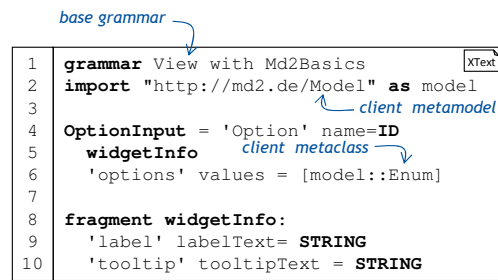 base grammar
XText
1 grammar View with Md2Basics
2 import "http://md2.de/Model" as model
3 client metamodel
4 OptionInput = 'Option' name=ID
5 widgetInfo client metaclass
6 'options' values = [model::Enum]
7
8 fragment widgetInfo:
9 'label' labelText= STRING
10 'tooltip' tooltipText = STRING